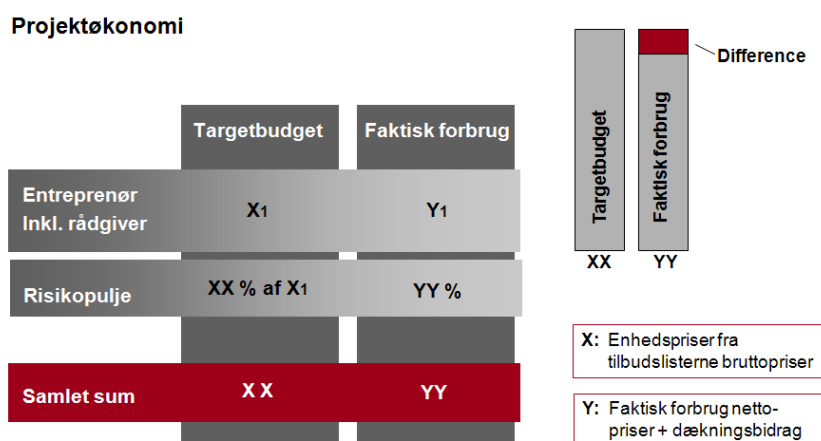 Projektøkonomi
Targetbudget
Faktisk forbrug
Entreprenør
Inkl. rådgiver
X1
Y1
Risikopulje
XX % af X1
YY %
Samlet sum
X X
YY
Targetbudget
Faktisk forbrug
Difference
XX
YY
X: Enhedspriser fra
tilbudslisterne bruttopriser
Y: Faktisk forbrug netto-
priser + dækningsbidrag